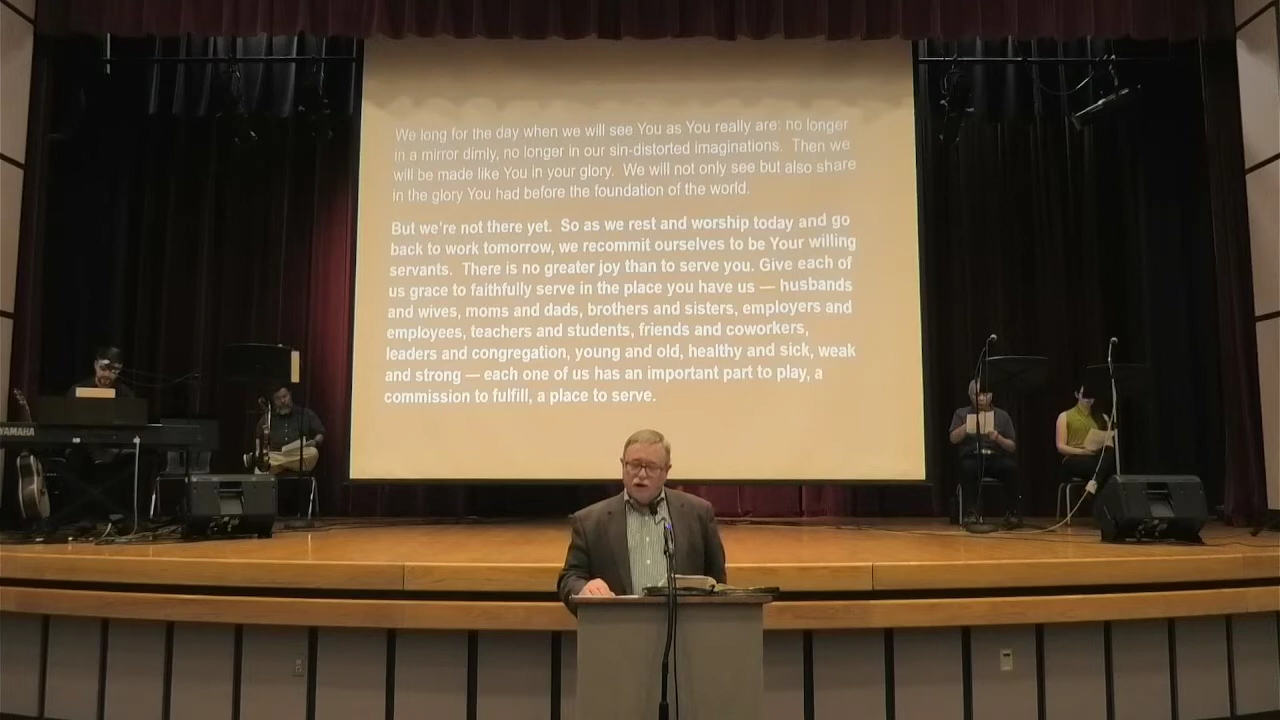 We long for the day when we will see You as You really are: no longer
in a mirror dimly, no longer in our sin-distorted imaginations. Then we
will be made like You in your glory. We will not only see but also share
in the glory You had before the foundation of the world.
But we're not there yet. So as we rest and worship today and go
back to work tomorrow, we recommit ourselves to be Your willing
servants. There is no greater joy than to serve you. Give each of
us grace to faithfully serve in the place you have us — husbands
and wives, moms and dads, brothers and sisters, employers and
employees, teachers and students, friends and coworkers,
leaders and congregation, young and old, healthy and sick, weak
and strong — each one of us has an important part to play, a
commission to fulfill, a place to serve.
YAMAHA